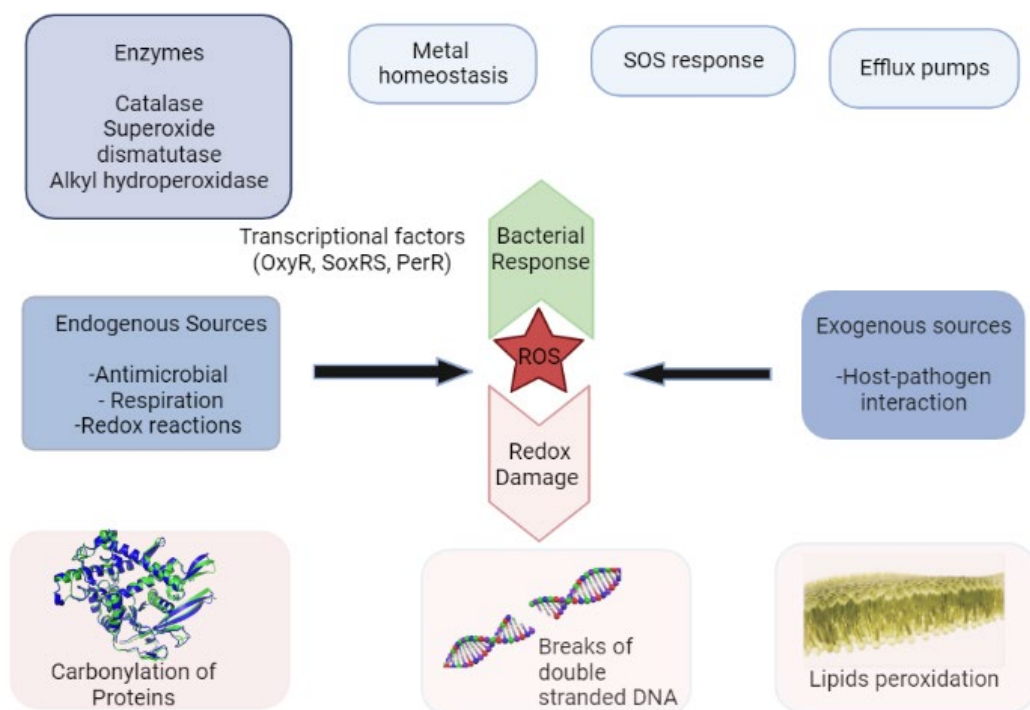 Enzymes
Catalase
Superoxide
dismatutase
Alkyl hydroperoxidase
Metal
homeostasis
SOS response
Efflux pumps
Transcriptional factors
(OxyR, SoxRS, PerR)
Bacterial
Response
Endogenous Sources
-Antimicrobial
- Respiration
-Redox reactions
ROS
Exogenous sources
-Host-pathogen
interaction
Redox
Damage
Carbonylation of
Proteins
Breaks of
double
stranded DNA
Lipids peroxidation